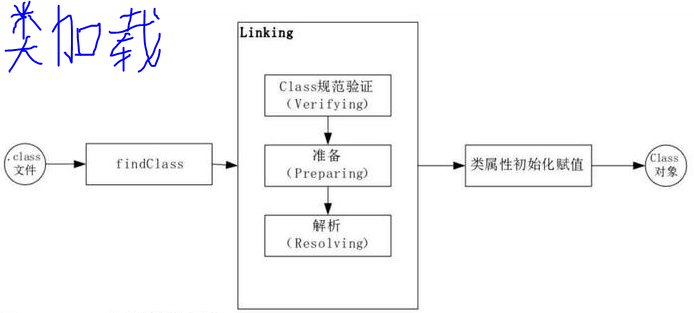 类加载
Linking
Class规范验证
(Verifying)
.class
文件
findClass
准备
(Preparing)
类属性初始化赋值
Class
对象
解析
(Resolving)